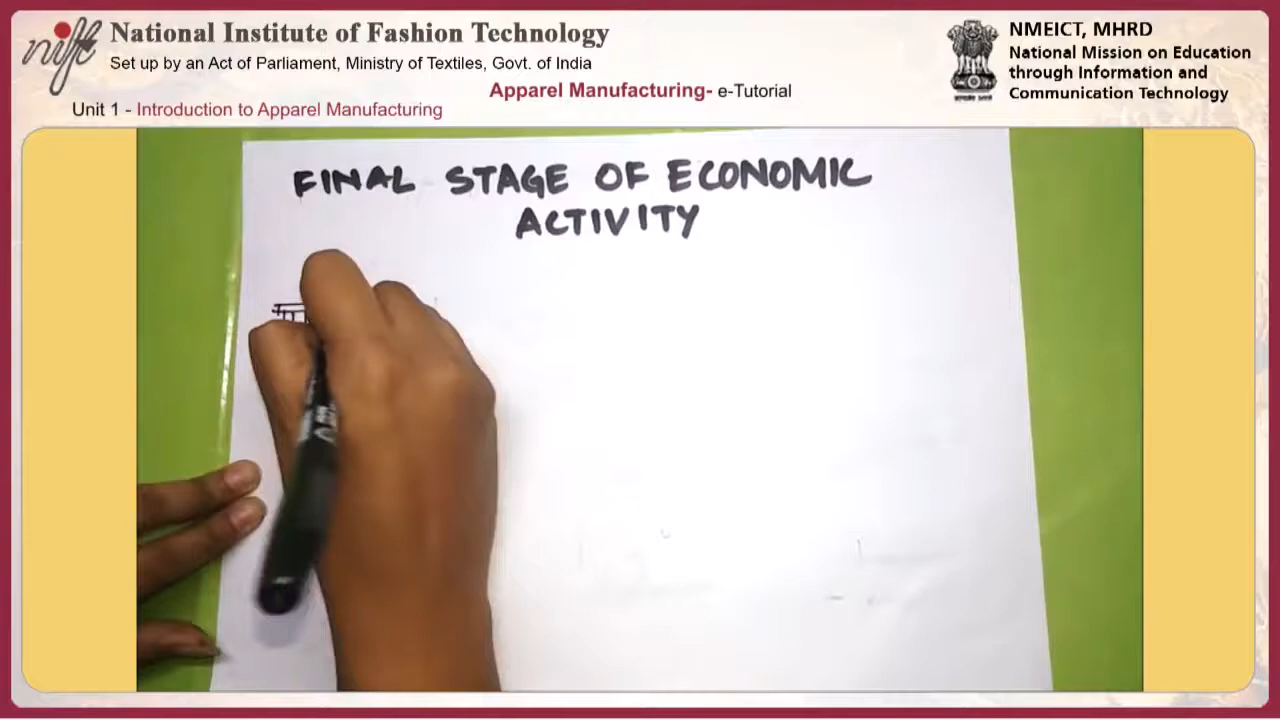 nift
National Institute of Fashion Technology
Set up by an Act of Parliament, Ministry of Textiles, Govt. of India
Apparel Manufacturing- e-Tutorial
Unit 1 - Introduction to Apparel Manufacturing
NMEICT, MHRD
National Mission on Education
through Information and
Communication Technology
FINAL STAGE OF ECONOMIC
ACTIVITY